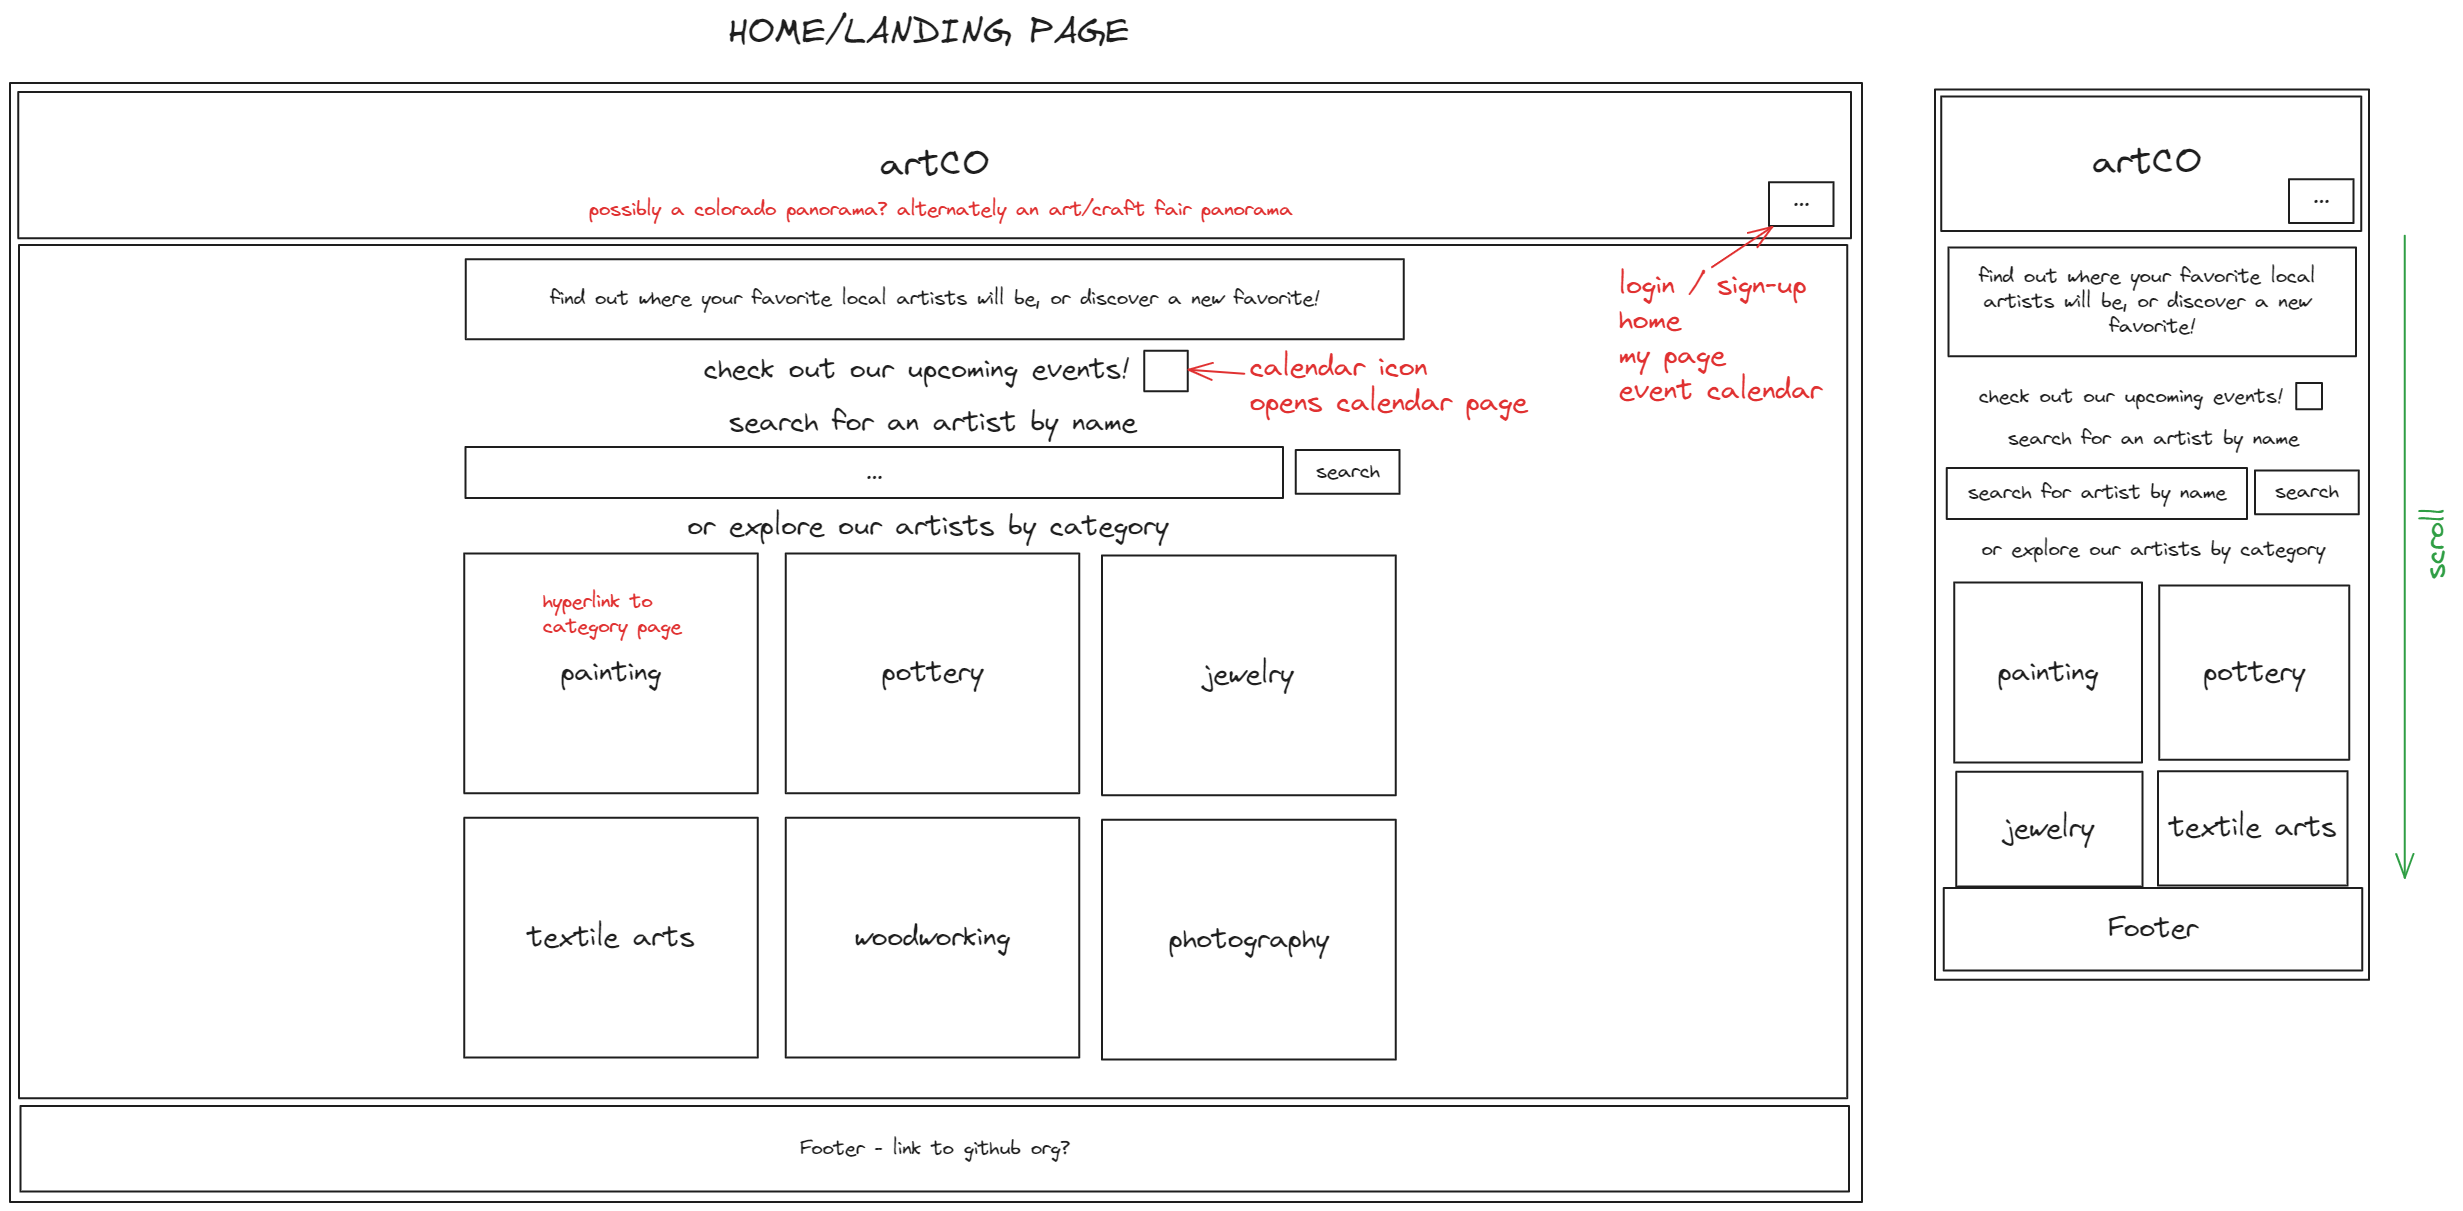 HOME/LANDING PAGE
artCO
possibly a colorado panorama? alternately an art/craft fair panorama
...
find out where your favorite local artists will be, or discover a new favorite!
login / sign-up
home
my page
event calendar
check out our upcoming events!
calendar icon
opens calendar page
search for an artist by name
...
search
or explore our artists by category
hyperlink to
category page
painting
pottery
jewelry
textile arts
woodworking
photography
Footer - link to github org?
artCO
...
find out where your favorite local
artists will be, or discover a new
favorite!
check out our upcoming events!
search for an artist by name
search for artist by name
search
or explore our artists by category
painting
pottery
jewelry
textile arts
Footer
scroll